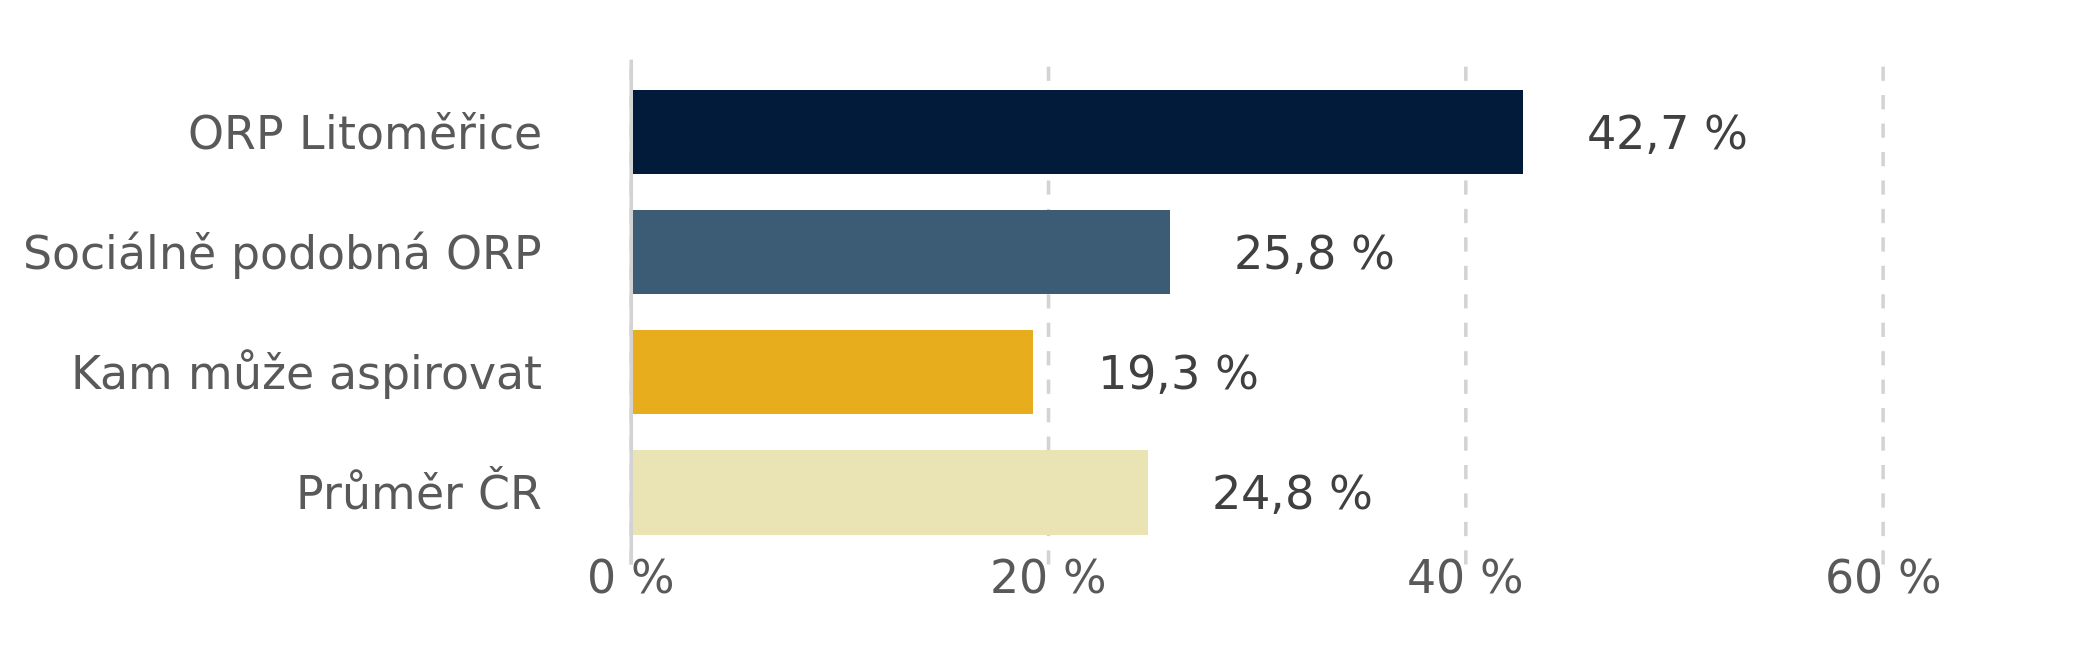 ORP Litoměřice 42,7 %
Sociálně podobná ORP 25,8 %
Kam může aspirovat 19,3 %
Průměr ČR 24,8 %
0 % 20 % 40 % 60 %